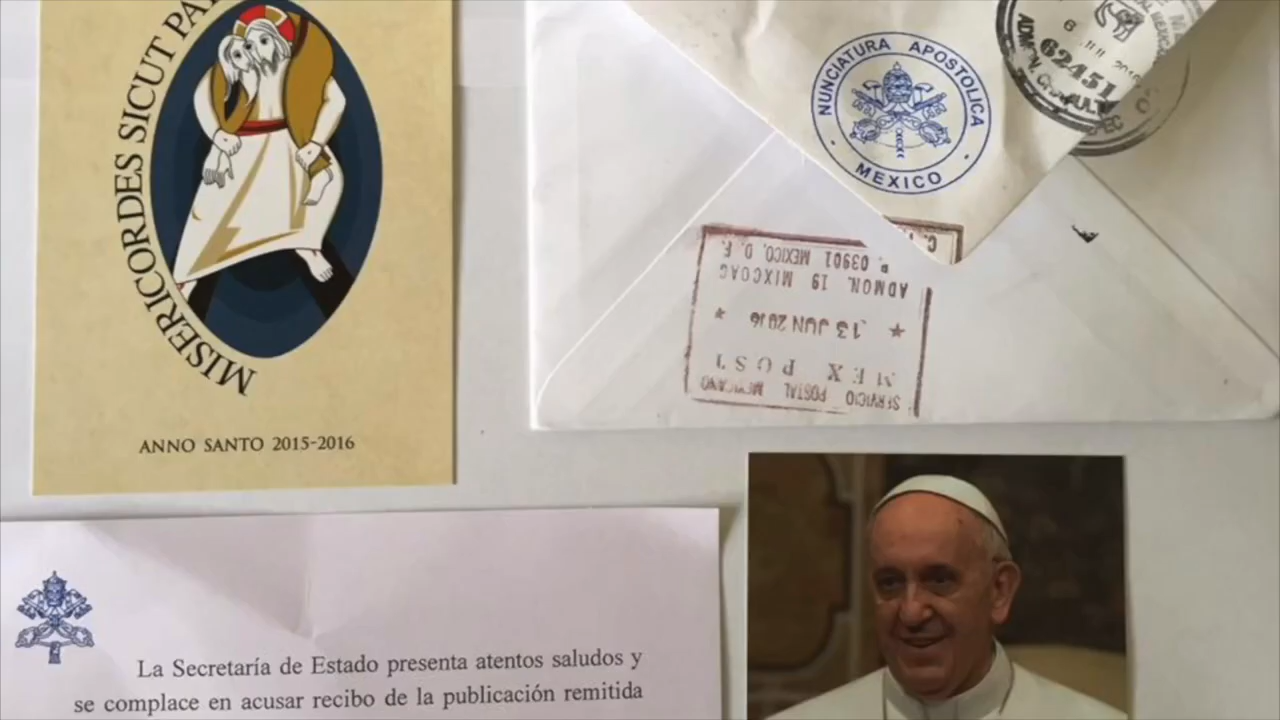 MISERICORDES SICUT PA
ANNO SANTO 2015-2016
NUNCIATURA APOSTOLICA
MEXICO
62451
SERVICIO POSTAL MEXICANO
MEX POST
13 JUN 2016
ADMON. 19 MIXCOAC
P. 03901 MEXICO, D. F.
La Secretaría de Estado presenta atentos saludos y
se complace en acusar recibo de la publicación remitida